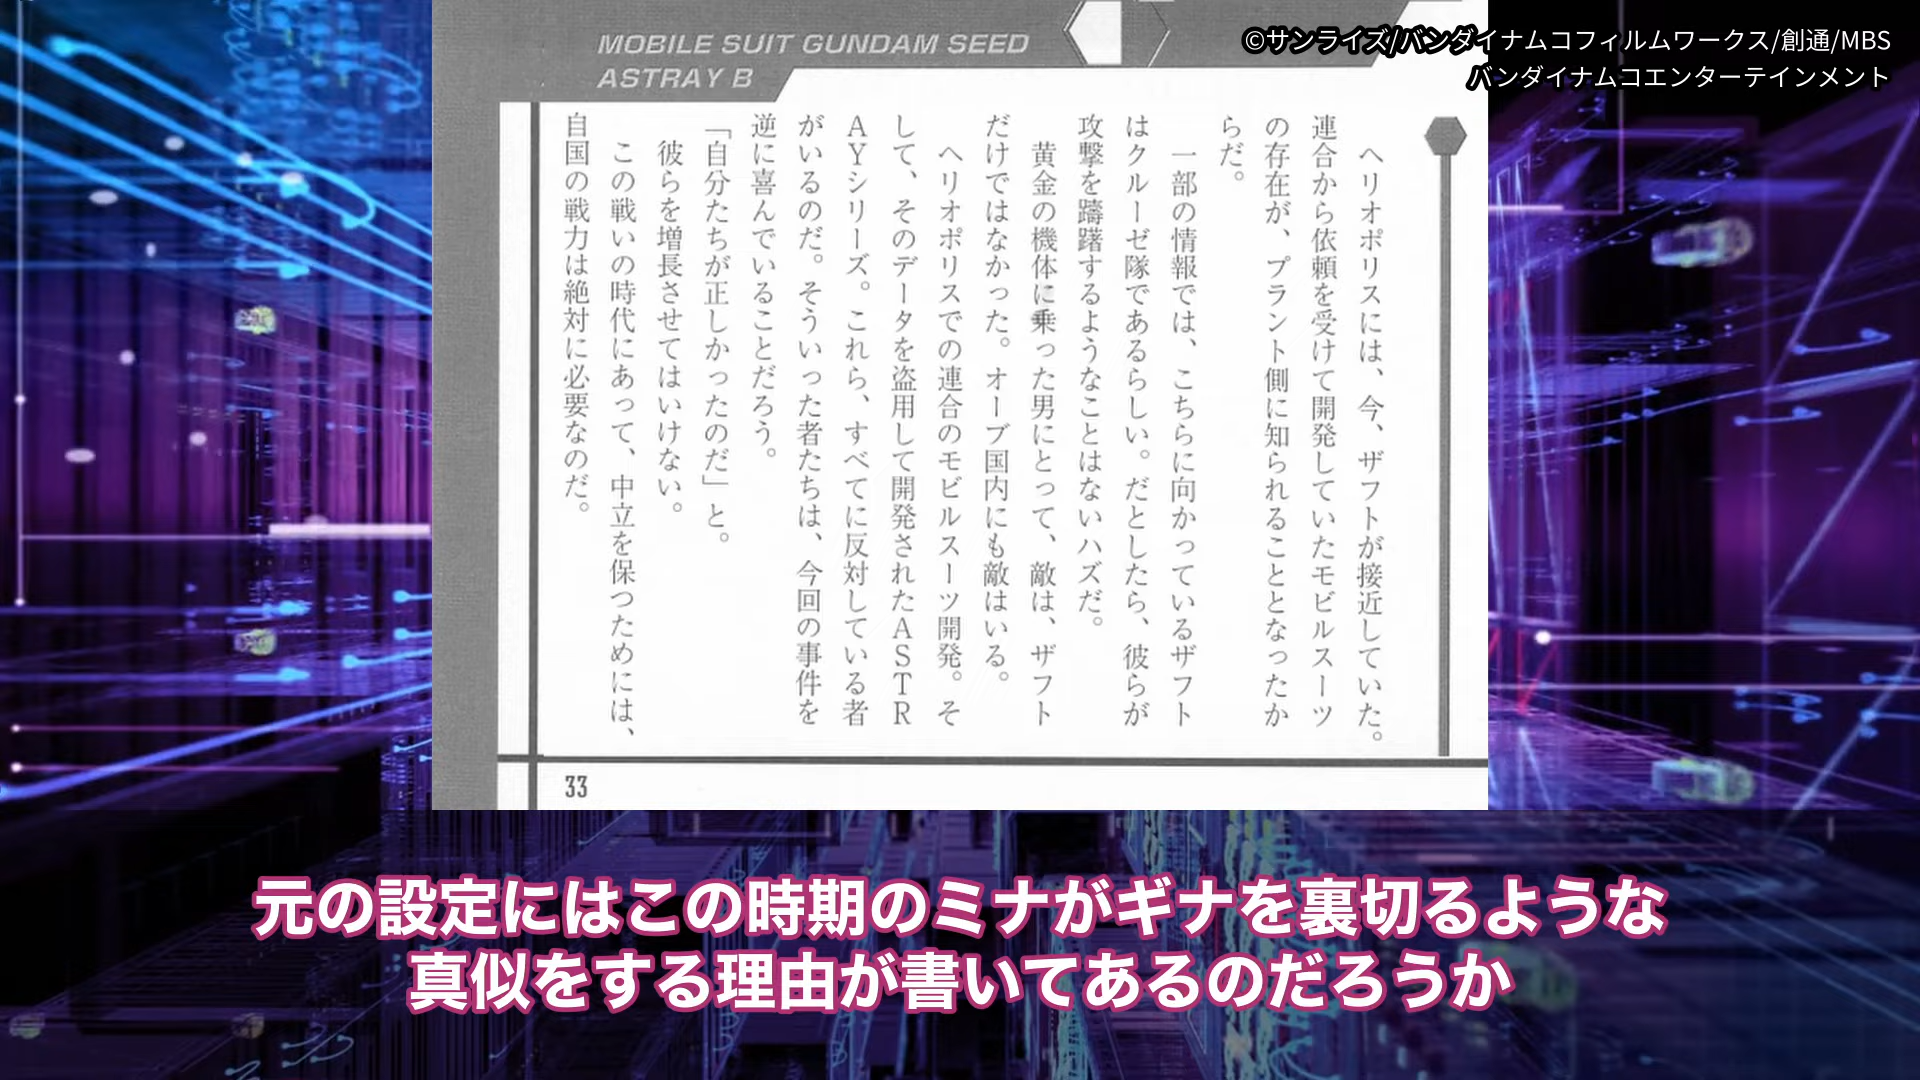 MOBILE SUIT GUNDAM SEED
ASTRAY B
©サンライズ/バンダイナムコフィルムワークス/創通/MBS
バンダイナムコエンターテインメント
ヘリオポリスには、今、ザフトが接近していた。
連合から依頼を受けて開発していたモビルスーツ
の存在が、プラント側に知られることとなったか
らだ。
一部の情報では、こちらに向かっているザフト
はクルーゼ隊であるらしい。だとしたら、彼らが
攻撃を躊躇するようなことはないハズだ。
黄金の機体に乗った男にとって、敵は、ザフト
だけではなかった。オーブ国内にも敵はいる。
ヘリオポリスでの連合のモビルスーツ開発。そ
して、そのデータを盗用して開発されたASTR
AYシリーズ。これら、すべてに反対している者
がいるのだ。そういった者たちは、今回の事件を
逆に喜んでいることだろう。
「自分たちが正しかったのだ」と。
彼らを増長させてはいけない。
この戦いの時代にあって、中立を保つためには、
自国の戦力は絶対に必要なのだ。
33
元の設定にはこの時期のミナがギナを裏切るような
真似をする理由が書いてあるのだろうか